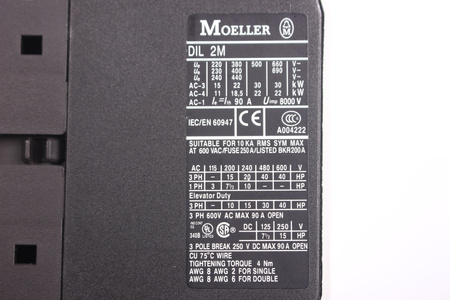 MOELLER
DIL 2M
Ue 220 380 500 660 V~
Ue 230 400 690 V~
Ue 240 440 V~
AC-3 15 22 30 30 kW
AC-4 11 18,5 22 22 kW
AC-1 Ie = Ith 90 A Uimp 8000 V
IEC/EN 60947 CE CCC
A004222
SUITABLE FOR 10 KA RMS SYM MAX
AT 600 VAC/FUSE 250 A/LISTED BKR200 A
AC 115 200 240 480 600 V
3 PH - 15 20 40 40 HP
1 PH 3 7½ 10 - - HP
Elevator Duty
3 PH - 10 15 30 40 HP
3 PH 600V AC MAX 90 A OPEN
340B UL SA DC 125 250 V
7½ 15 HP
3 POLE BREAK 250 V DC MAX 90 A OPEN
CU 75°C WIRE
TIGHTENING TORQUE 4 Nm
AWG 8 AWG 2 FOR SINGLE
AWG 8 AWG 6 FOR DOUBLE